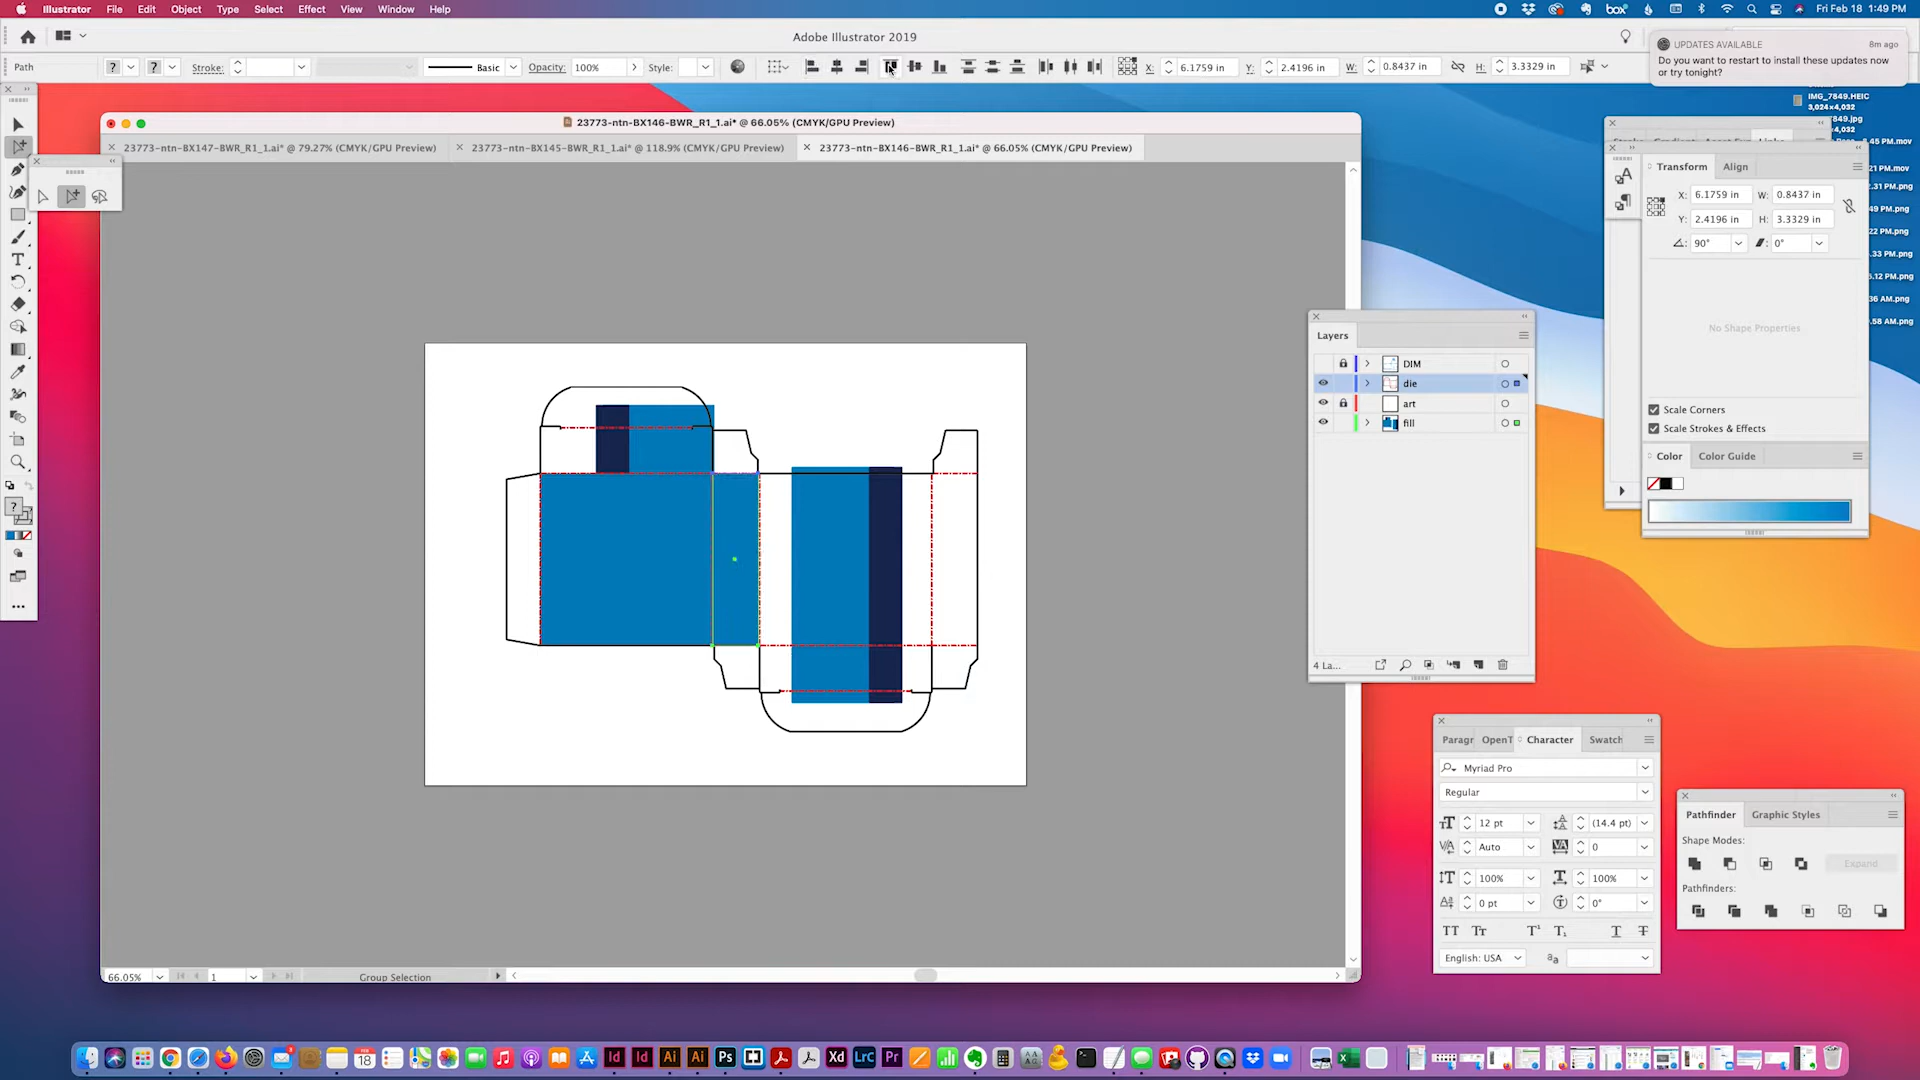 Illustrator File Edit Object Type Select Effect View Window Help
box
Fri Feb 18 1:49 PM
Adobe Illustrator 2019
UPDATES AVAILABLE 8m ago
Do you want to restart to install these updates now
or try tonight?
Path ? ? Stroke: Basic Opacity: 100% Style: X: 6.1759 in Y: 2.4196 in W: 0.8437 in H: 3.3329 in
IMG_7849.HEIC
3,024×4,032
23773-ntn-BX146-BWR_R1_1.ai* @ 66.05% (CMYK/GPU Preview)
23773-ntn-BX147-BWR_R1_1.ai* @ 79.27% (CMYK/GPU Preview)
23773-ntn-BX145-BWR_R1_1.ai* @ 118.9% (CMYK/GPU Preview)
23773-ntn-BX146-BWR_R1_1.ai* @ 66.05% (CMYK/GPU Preview)
Transform Align
X: 6.1759 in W: 0.8437 in
Y: 2.4196 in H: 3.3329 in
90° 0°
No Shape Properties
Scale Corners
Scale Strokes & Effects
Color Color Guide
Layers
DIM
die
art
fill
4 La...
Paragr OpenT Character Swatch
Myriad Pro
Regular
12 pt (14.4 pt)
Auto 0
100% 100%
0 pt 0°
English: USA
Pathfinder Graphic Styles
Shape Modes:
Expand
Pathfinders:
66.05% 1 Group Selection